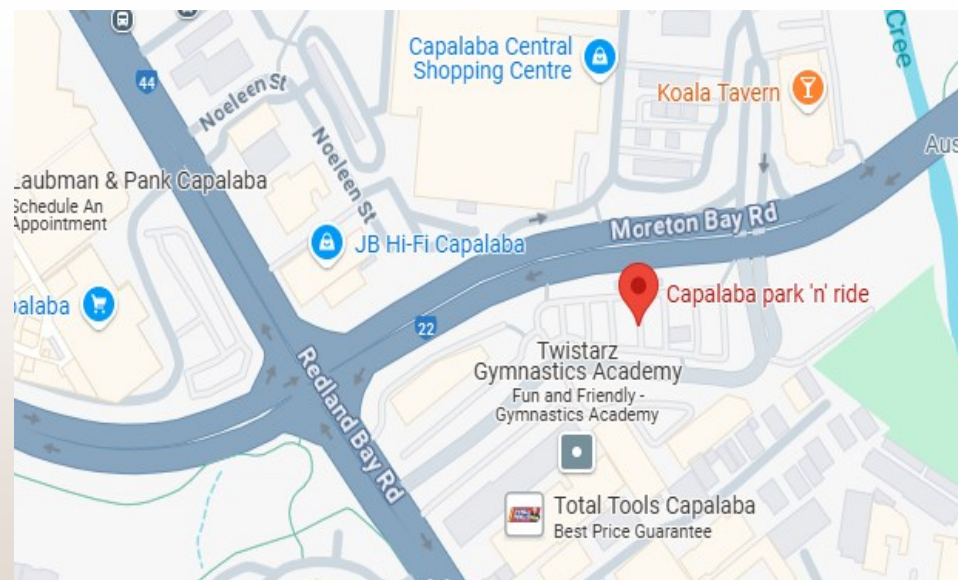 Cree
Capalaba Central
Shopping Centre
44
Koala Tavern
Noeleen St
Aus
Noeleen St
Laubman & Pank Capalaba
Schedule An
Appointment
Moreton Bay Rd
JB Hi-Fi Capalaba
Capalaba park 'n' ride
palaba
22
Twistarz
Gymnastics Academy
Fun and Friendly -
Gymnastics Academy
Redland Bay Rd
Total Tools Capalaba
Best Price Guarantee